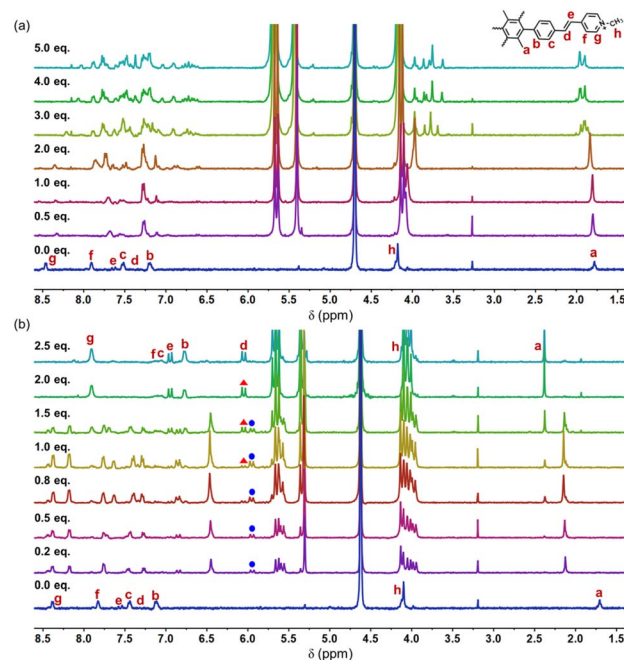 (a)
e
N
+
CH₃
d
b
c
f
g
h
a
5.0 eq.
4.0 eq.
3.0 eq.
2.0 eq.
1.0 eq.
0.5 eq.
0.0 eq.
g f e c d b h a
8.5 8.0 7.5 7.0 6.5 6.0 5.5 5.0 4.5 4.0 3.5 3.0 2.5 2.0 1.5
δ (ppm)
(b)
2.5 eq. g f c e b d h a
2.0 eq.
1.5 eq.
1.0 eq.
0.8 eq.
0.5 eq.
0.2 eq.
0.0 eq.
g f e c d b h a
8.5 8.0 7.5 7.0 6.5 6.0 5.5 5.0 4.5 4.0 3.5 3.0 2.5 2.0 1.5
δ (ppm)